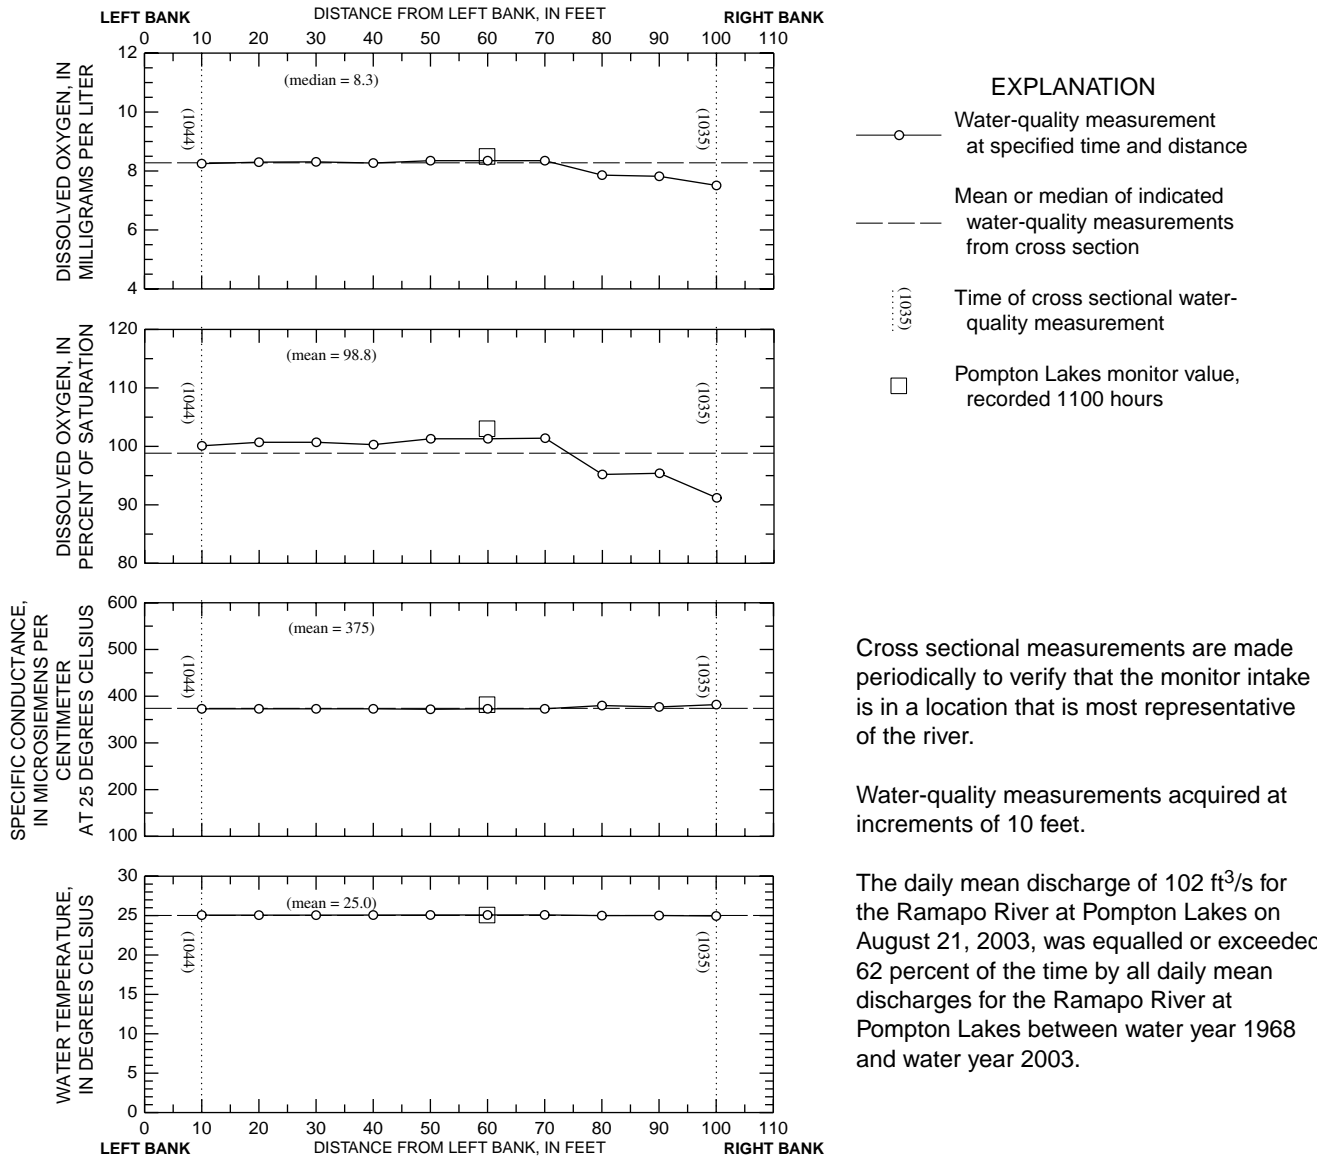 DISTANCE FROM LEFT BANK, IN FEET
LEFT BANK
RIGHT BANK
0 10 20 30 40 50 60 70 80 90 100 110
DISSOLVED OXYGEN, IN
MILLIGRAMS PER LITER
12
10
8
6
4
(median = 8.3)
(1044)
(1035)
DISSOLVED OXYGEN, IN
PERCENT OF SATURATION
120
110
100
90
80
(mean = 98.8)
(1044)
(1035)
SPECIFIC CONDUCTANCE,
IN MICROSIEMENS PER
CENTIMETER
AT 25 DEGREES CELSIUS
600
500
400
300
200
100
(mean = 375)
(1044)
(1035)
WATER TEMPERATURE,
IN DEGREES CELSIUS
30
25
20
15
10
5
0
(mean = 25.0)
(1044)
(1035)
0 10 20 30 40 50 60 70 80 90 100 110
LEFT BANK
DISTANCE FROM LEFT BANK, IN FEET
RIGHT BANK
EXPLANATION
Water-quality measurement
at specified time and distance
Mean or median of indicated
water-quality measurements
from cross section
(1035)
Time of cross sectional water-
quality measurement
Pompton Lakes monitor value,
recorded 1100 hours
Cross sectional measurements are made
periodically to verify that the monitor intake
is in a location that is most representative
of the river.
Water-quality measurements acquired at
increments of 10 feet.
The daily mean discharge of 102 ft³/s for
the Ramapo River at Pompton Lakes on
August 21, 2003, was equalled or exceeded
62 percent of the time by all daily mean
discharges for the Ramapo River at
Pompton Lakes between water year 1968
and water year 2003.